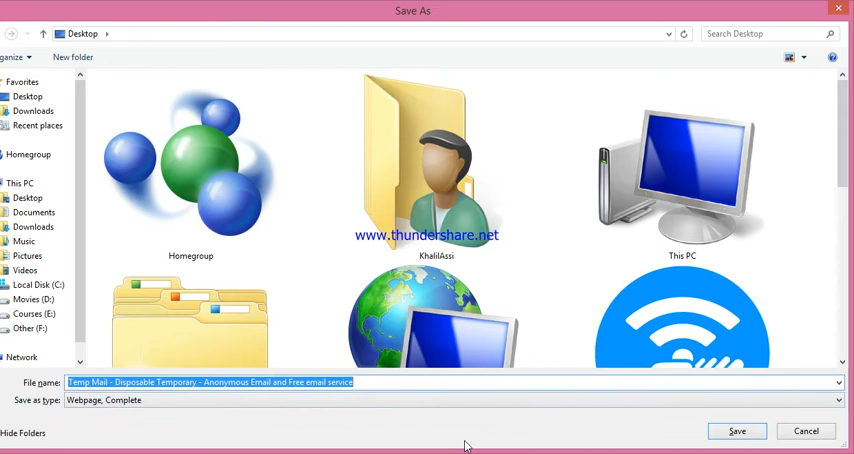 Save As
Desktop
Search Desktop
ganize
New folder
Favorites
Desktop
Downloads
Recent places
Homegroup
This PC
Desktop
Documents
Downloads
Music
Pictures
Videos
Local Disk (C:)
Movies (D:)
Courses (E:)
Other (F:)
Network
www.thundershare.net
Homegroup
KhalilAssi
This PC
File name:
Temp Mail - Disposable Temporary - Anonymous Email and Free email service
Save as type:
Webpage, Complete
Hide Folders
Save
Cancel